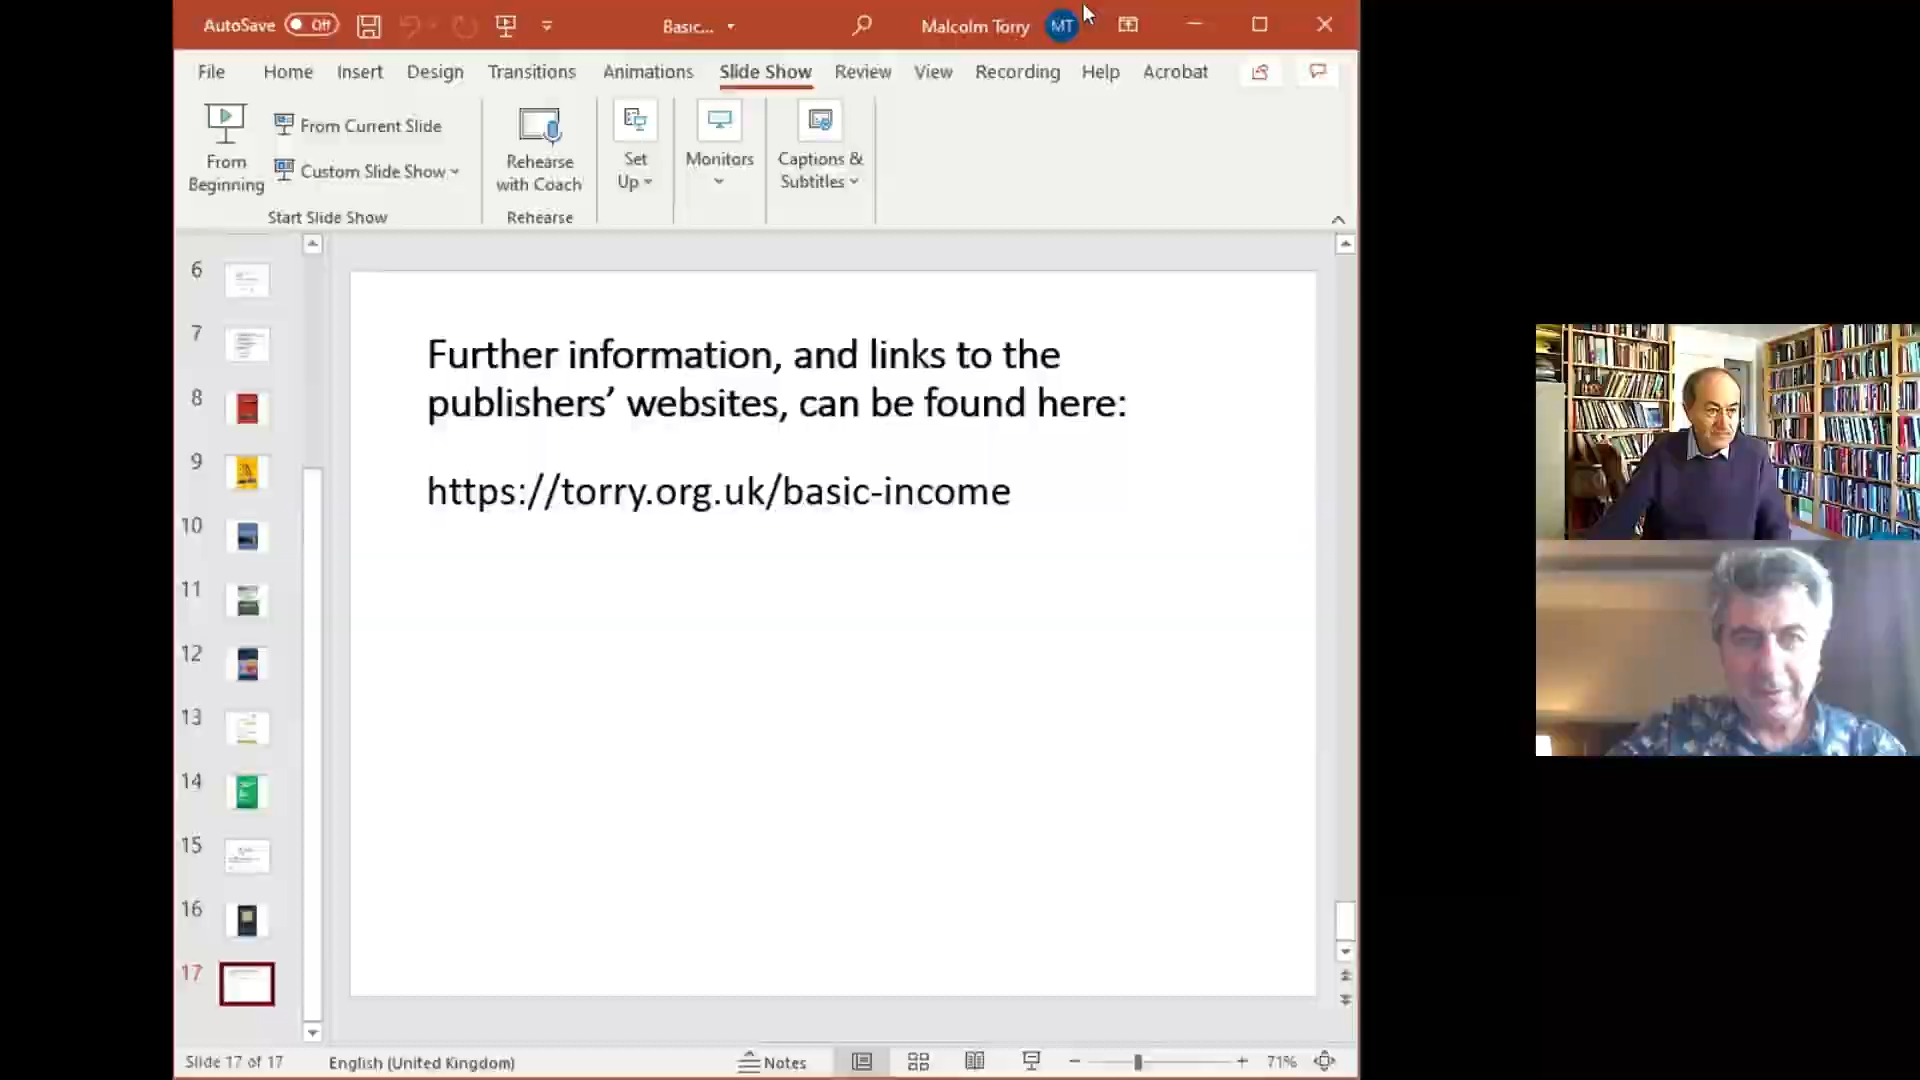 AutoSave Off Basic... Malcolm Torry MT
File Home Insert Design Transitions Animations Slide Show Review View Recording Help Acrobat
From Beginning
From Current Slide
Custom Slide Show
Start Slide Show
Rehearse with Coach
Rehearse
Set Up
Monitors
Captions & Subtitles
6
7
8
9
10
11
12
13
14
15
16
17
Further information, and links to the
publishers’ websites, can be found here:
https://torry.org.uk/basic-income
Slide 17 of 17 English (United Kingdom) Notes 71%